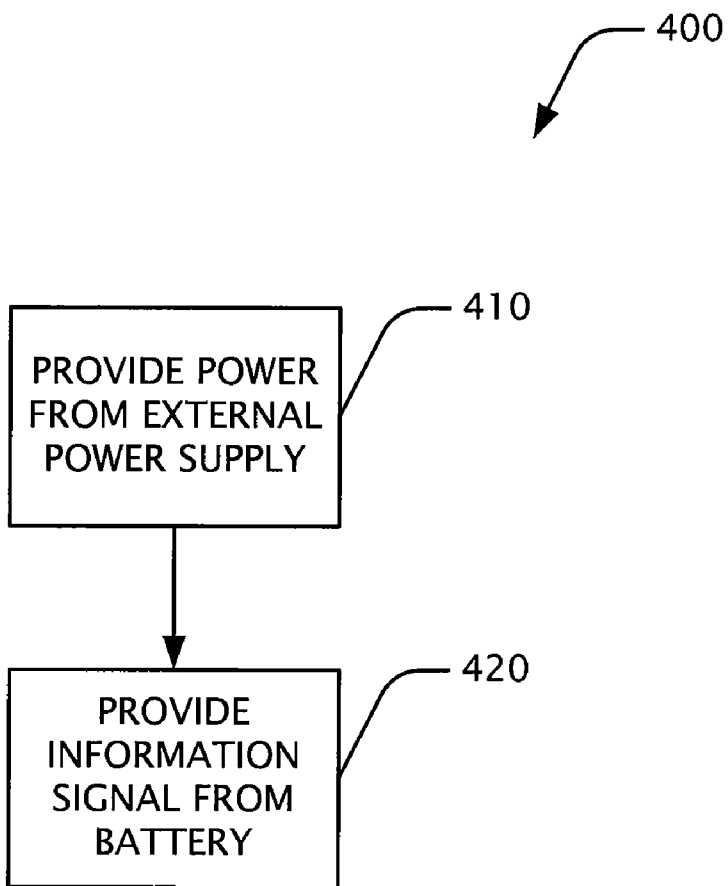 400
410
PROVIDE POWER
FROM EXTERNAL
POWER SUPPLY
420
PROVIDE
INFORMATION
SIGNAL FROM
BATTERY